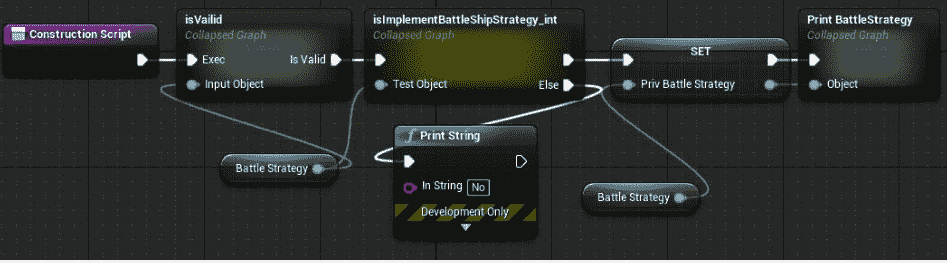 Construction Script
isVailid
Collapsed Graph
Exec
Is Valid
Input Object
isImplementBattleShipStrategy_int
Collapsed Graph
Test Object
Else
SET
Priv Battle Strategy
Print BattleStrategy
Collapsed Graph
Object
Battle Strategy
f Print String
In String No
Development Only
Battle Strategy